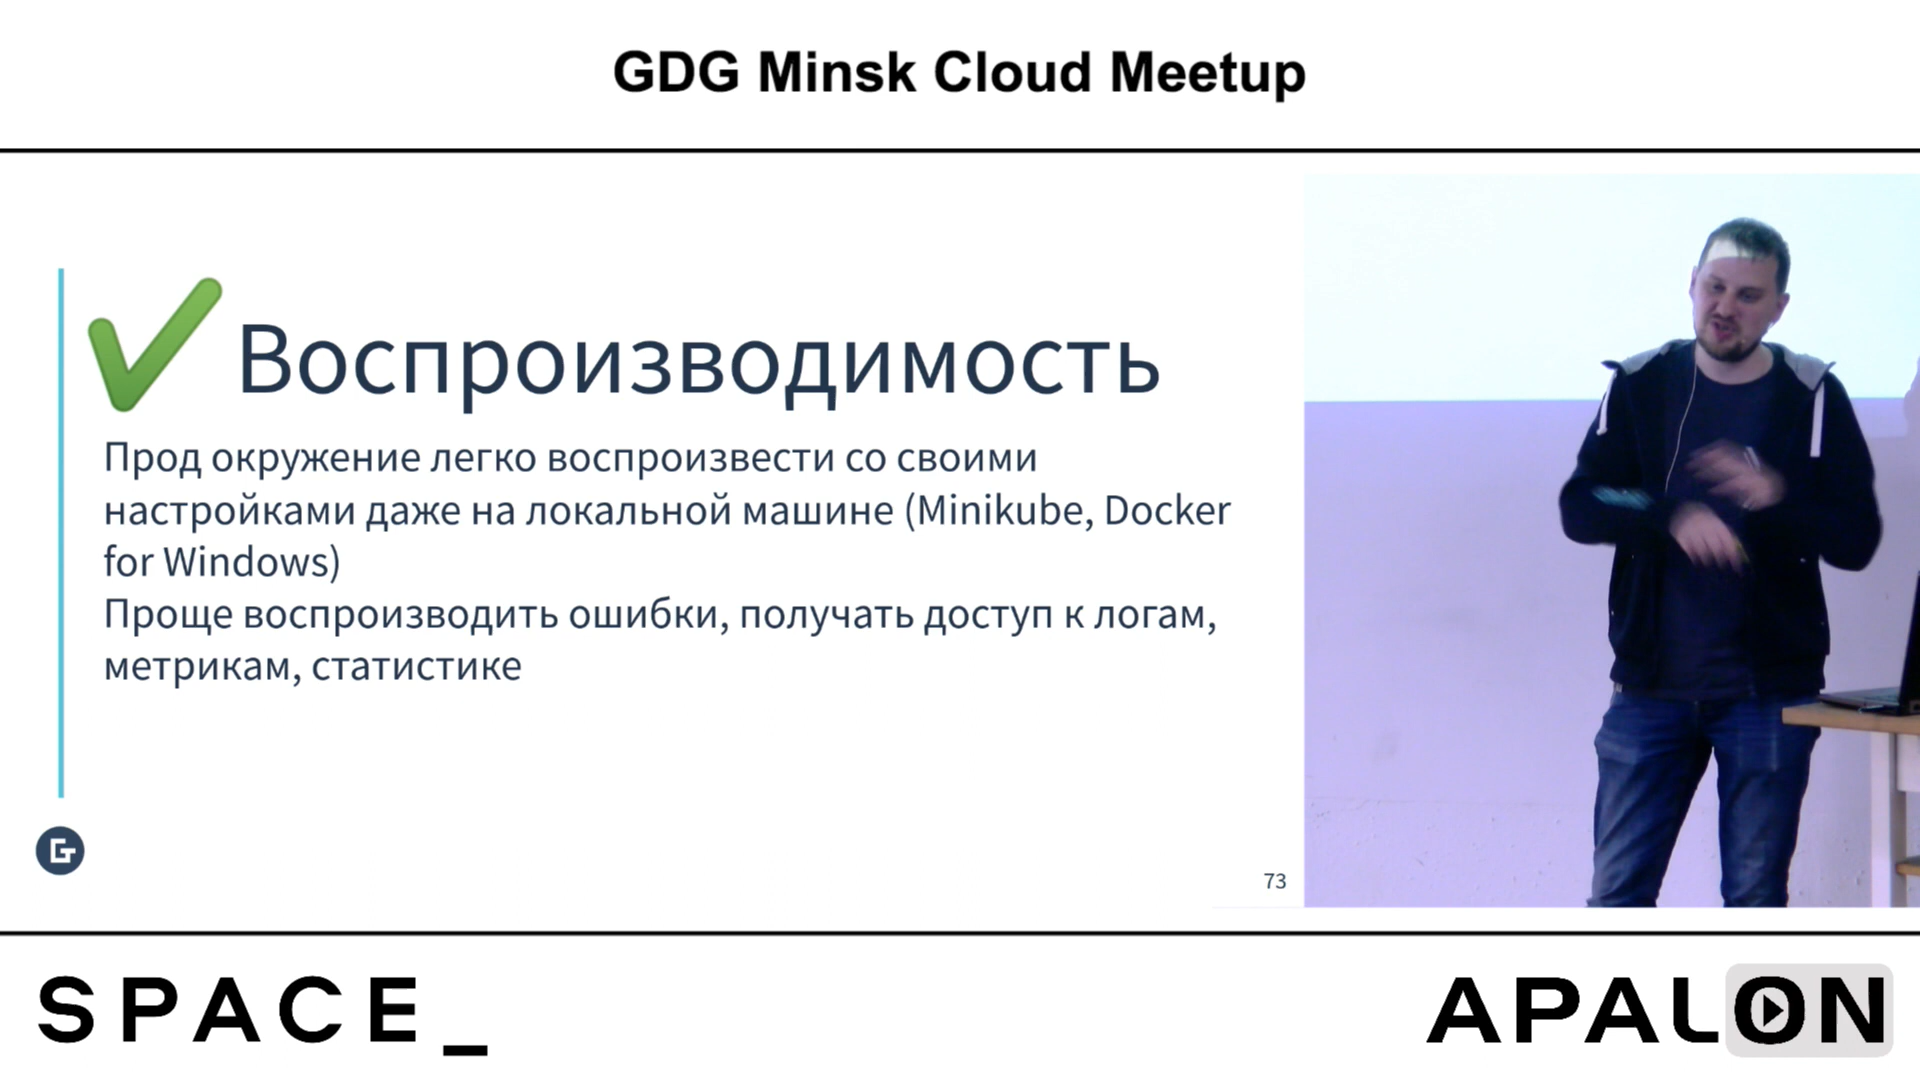 GDG Minsk Cloud Meetup
Воспроизводимость
Прод окружение легко воспроизвести со своими
настройками даже на локальной машине (Minikube, Docker
for Windows)
Проще воспроизводить ошибки, получать доступ к логам,
метрикам, статистике
73
SPACE_
APALON